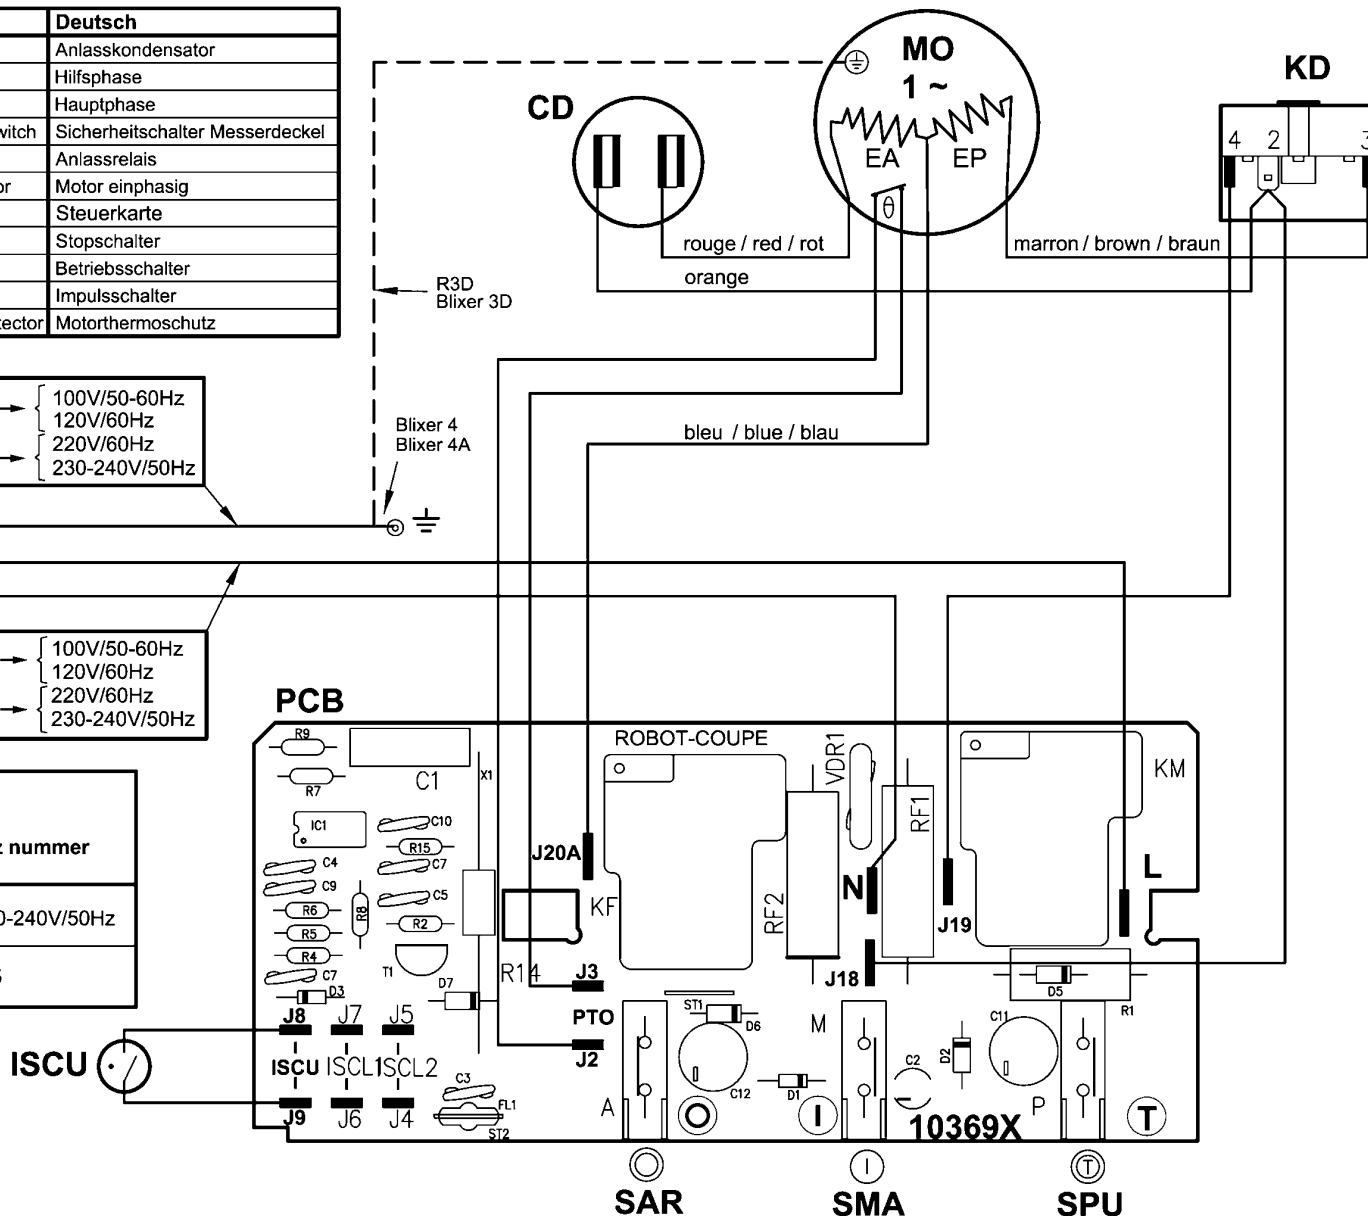 Deutsch
Anlasskondensator
Hilfsphase
Hauptphase
witch Sicherheitschalter Messerdeckel
Anlassrelais
or Motor einphasig
Steuerkarte
Stopschalter
Betriebsschalter
Impulsschalter
tector Motorthermoschutz
CD
MO
1 ~
EA
EP
θ
KD
4
2
3
rouge / red / rot
marron / brown / braun
orange
R3D
Blixer 3D
100V/50-60Hz
120V/60Hz
220V/60Hz
230-240V/50Hz
Blixer 4
Blixer 4A
bleu / blue / blau
100V/50-60Hz
120V/60Hz
220V/60Hz
230-240V/50Hz
z nummer
0-240V/50Hz
PCB
ROBOT-COUPE
R9
R7
C1
X1
IC1
C10
R15
C7
C5
R2
C4
C9
R6
R5
R4
C7
R8
T1
D3
D7
R14
J20A
KF
RF2
VDR1
RF1
N
J18
J19
KM
L
J3
PTO
J2
ST1
D6
C12
D1
M
C2
D2
C11
D5
R1
J8
J7
J5
ISCU
ISCU
ISCL1
ISCL2
J9
J6
J4
C3
FL1
ST2
A
O
I
10369X
P
T
I
T
SAR
SMA
SPU